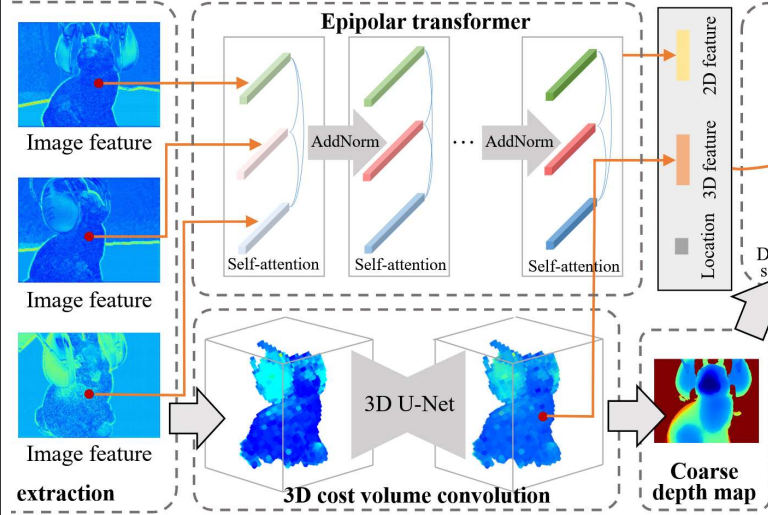 Epipolar transformer
Image feature
Image feature
Image feature
extraction
AddNorm
...
AddNorm
Self-attention
Self-attention
Self-attention
2D feature
3D feature
Location
D
s
3D U-Net
3D cost volume convolution
Coarse
depth map